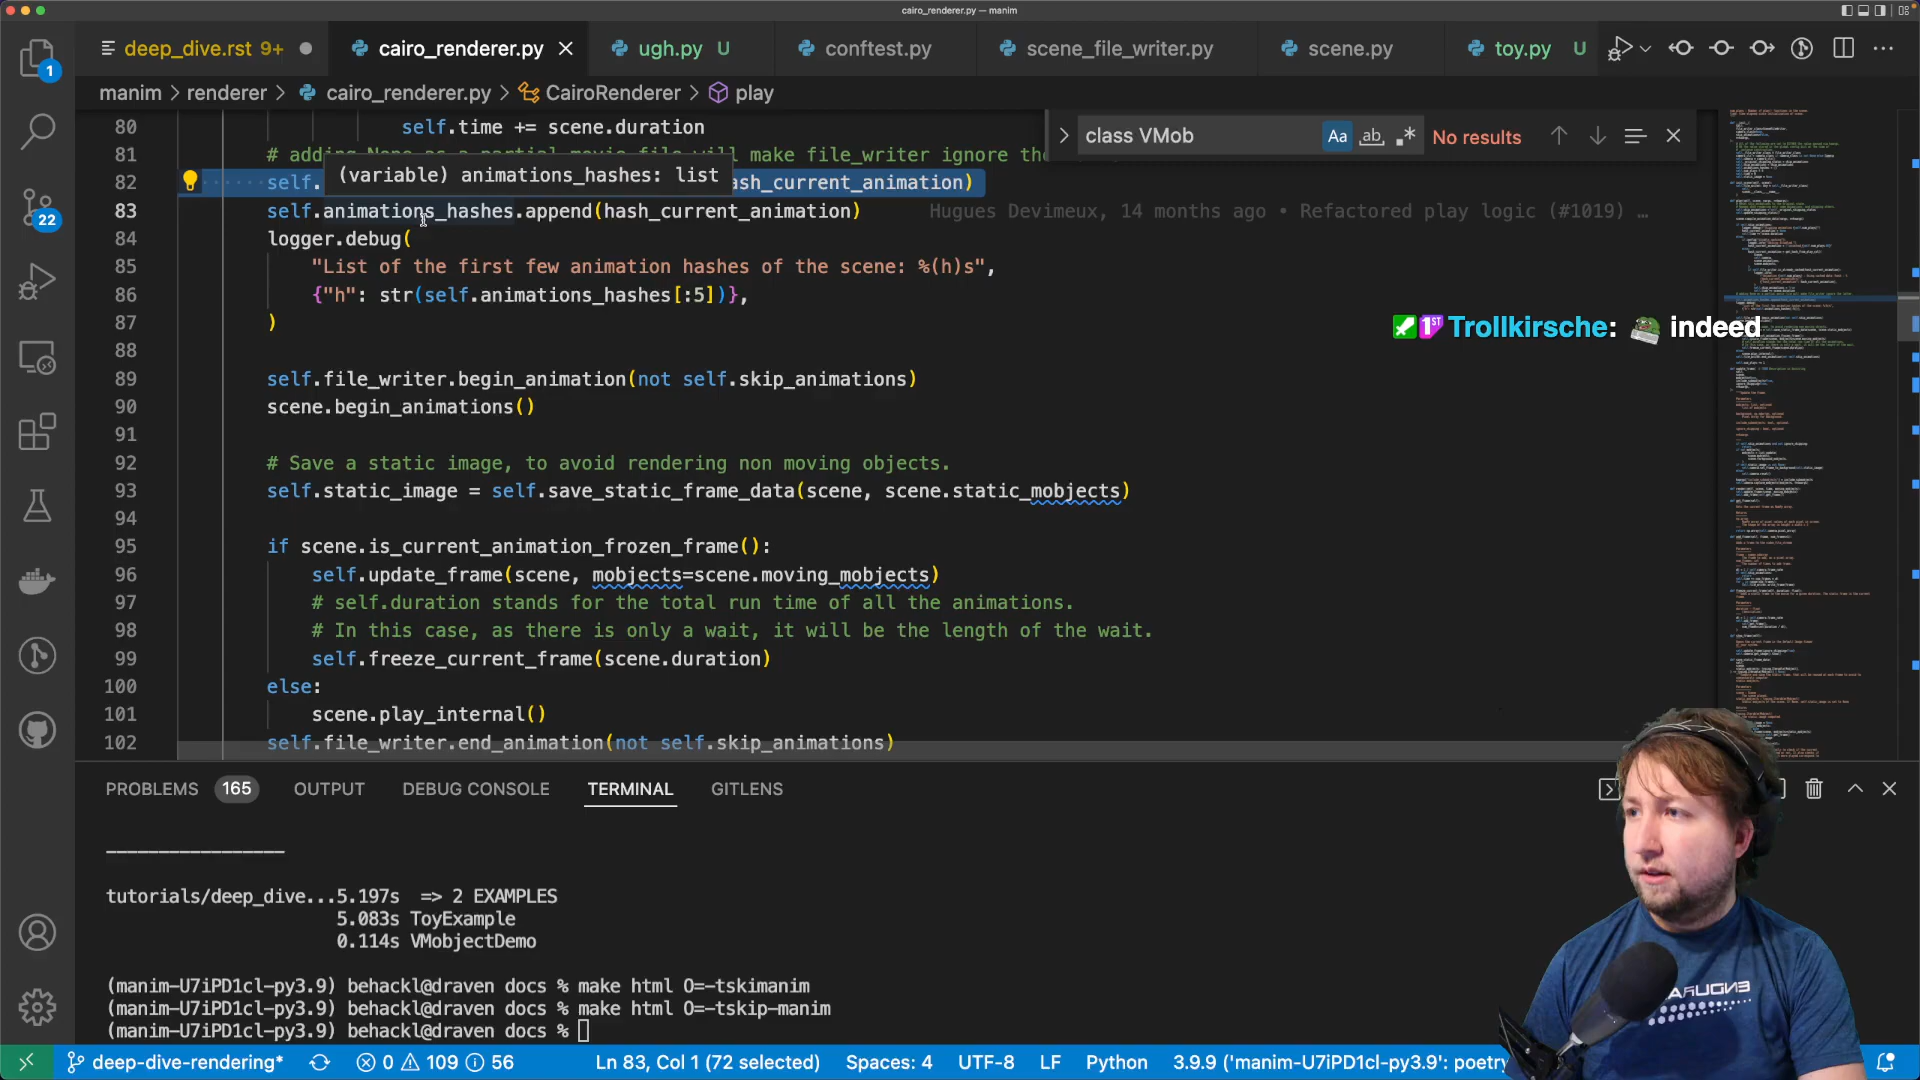 cairo_renderer.py — manim
deep_dive.rst 9+
cairo_renderer.py
ugh.py U
conftest.py
scene_file_writer.py
scene.py
toy.py U
manim > renderer > cairo_renderer.py > CairoRenderer > play
class VMob
Aa
ab
No results
80 self.time += scene.duration
81 # adding None as a partial movie file will make file_writer ignore th
(variable) animations_hashes: list
82 self. ash_current_animation)
83 self.animations_hashes.append(hash_current_animation) Hugues Devimeux, 14 months ago • Refactored play logic (#1019) …
84 logger.debug(
85 "List of the first few animation hashes of the scene: %(h)s",
86 {"h": str(self.animations_hashes[:5])},
87 )
Trollkirsche: indeed
88
89 self.file_writer.begin_animation(not self.skip_animations)
90 scene.begin_animations()
91
92 # Save a static image, to avoid rendering non moving objects.
93 self.static_image = self.save_static_frame_data(scene, scene.static_mobjects)
94
95 if scene.is_current_animation_frozen_frame():
96 self.update_frame(scene, mobjects=scene.moving_mobjects)
97 # self.duration stands for the total run time of all the animations.
98 # In this case, as there is only a wait, it will be the length of the wait.
99 self.freeze_current_frame(scene.duration)
100 else:
101 scene.play_internal()
102 self.file_writer.end_animation(not self.skip_animations)
1
22
PROBLEMS 165 OUTPUT DEBUG CONSOLE TERMINAL GITLENS
tutorials/deep_dive...5.197s => 2 EXAMPLES
5.083s ToyExample
0.114s VMobjectDemo
(manim-U7iPD1cl-py3.9) behackl@draven docs % make html O=-tskimanim
(manim-U7iPD1cl-py3.9) behackl@draven docs % make html O=-tskip-manim
(manim-U7iPD1cl-py3.9) behackl@draven docs %
deep-dive-rendering* 0 109 56 Ln 83, Col 1 (72 selected) Spaces: 4 UTF-8 LF Python 3.9.9 ('manim-U7iPD1cl-py3.9': poetry